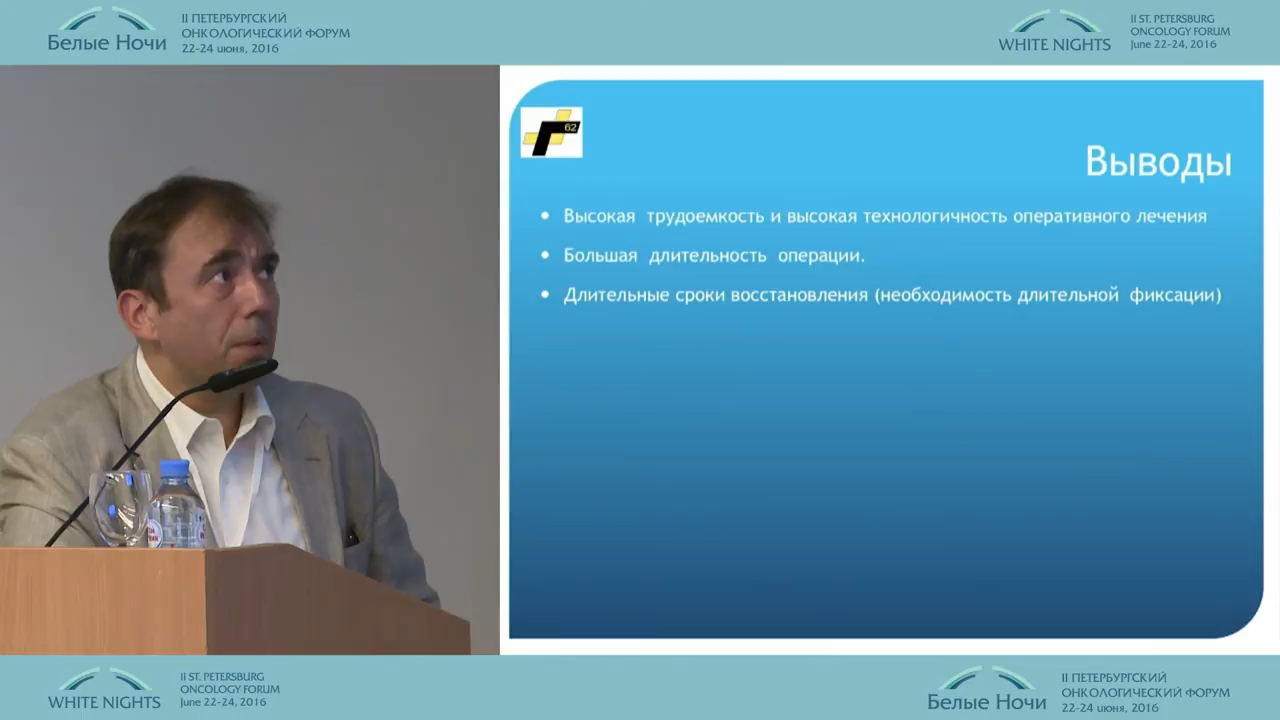 Белые Ночи
II ПЕТЕРБУРГСКИЙ
ОНКОЛОГИЧЕСКИЙ ФОРУМ
22-24 июня, 2016
WHITE NIGHTS
II ST. PETERSBURG
ONCOLOGY FORUM
June 22-24, 2016
62
Выводы
• Высокая трудоемкость и высокая технологичность оперативного лечения
• Большая длительность операции.
• Длительные сроки восстановления (необходимость длительной фиксации)
WHITE NIGHTS
II ST. PETERSBURG
ONCOLOGY FORUM
June 22-24, 2016
Белые Ночи
II ПЕТЕРБУРГСКИЙ
ОНКОЛОГИЧЕСКИЙ ФОРУМ
22-24 июня, 2016